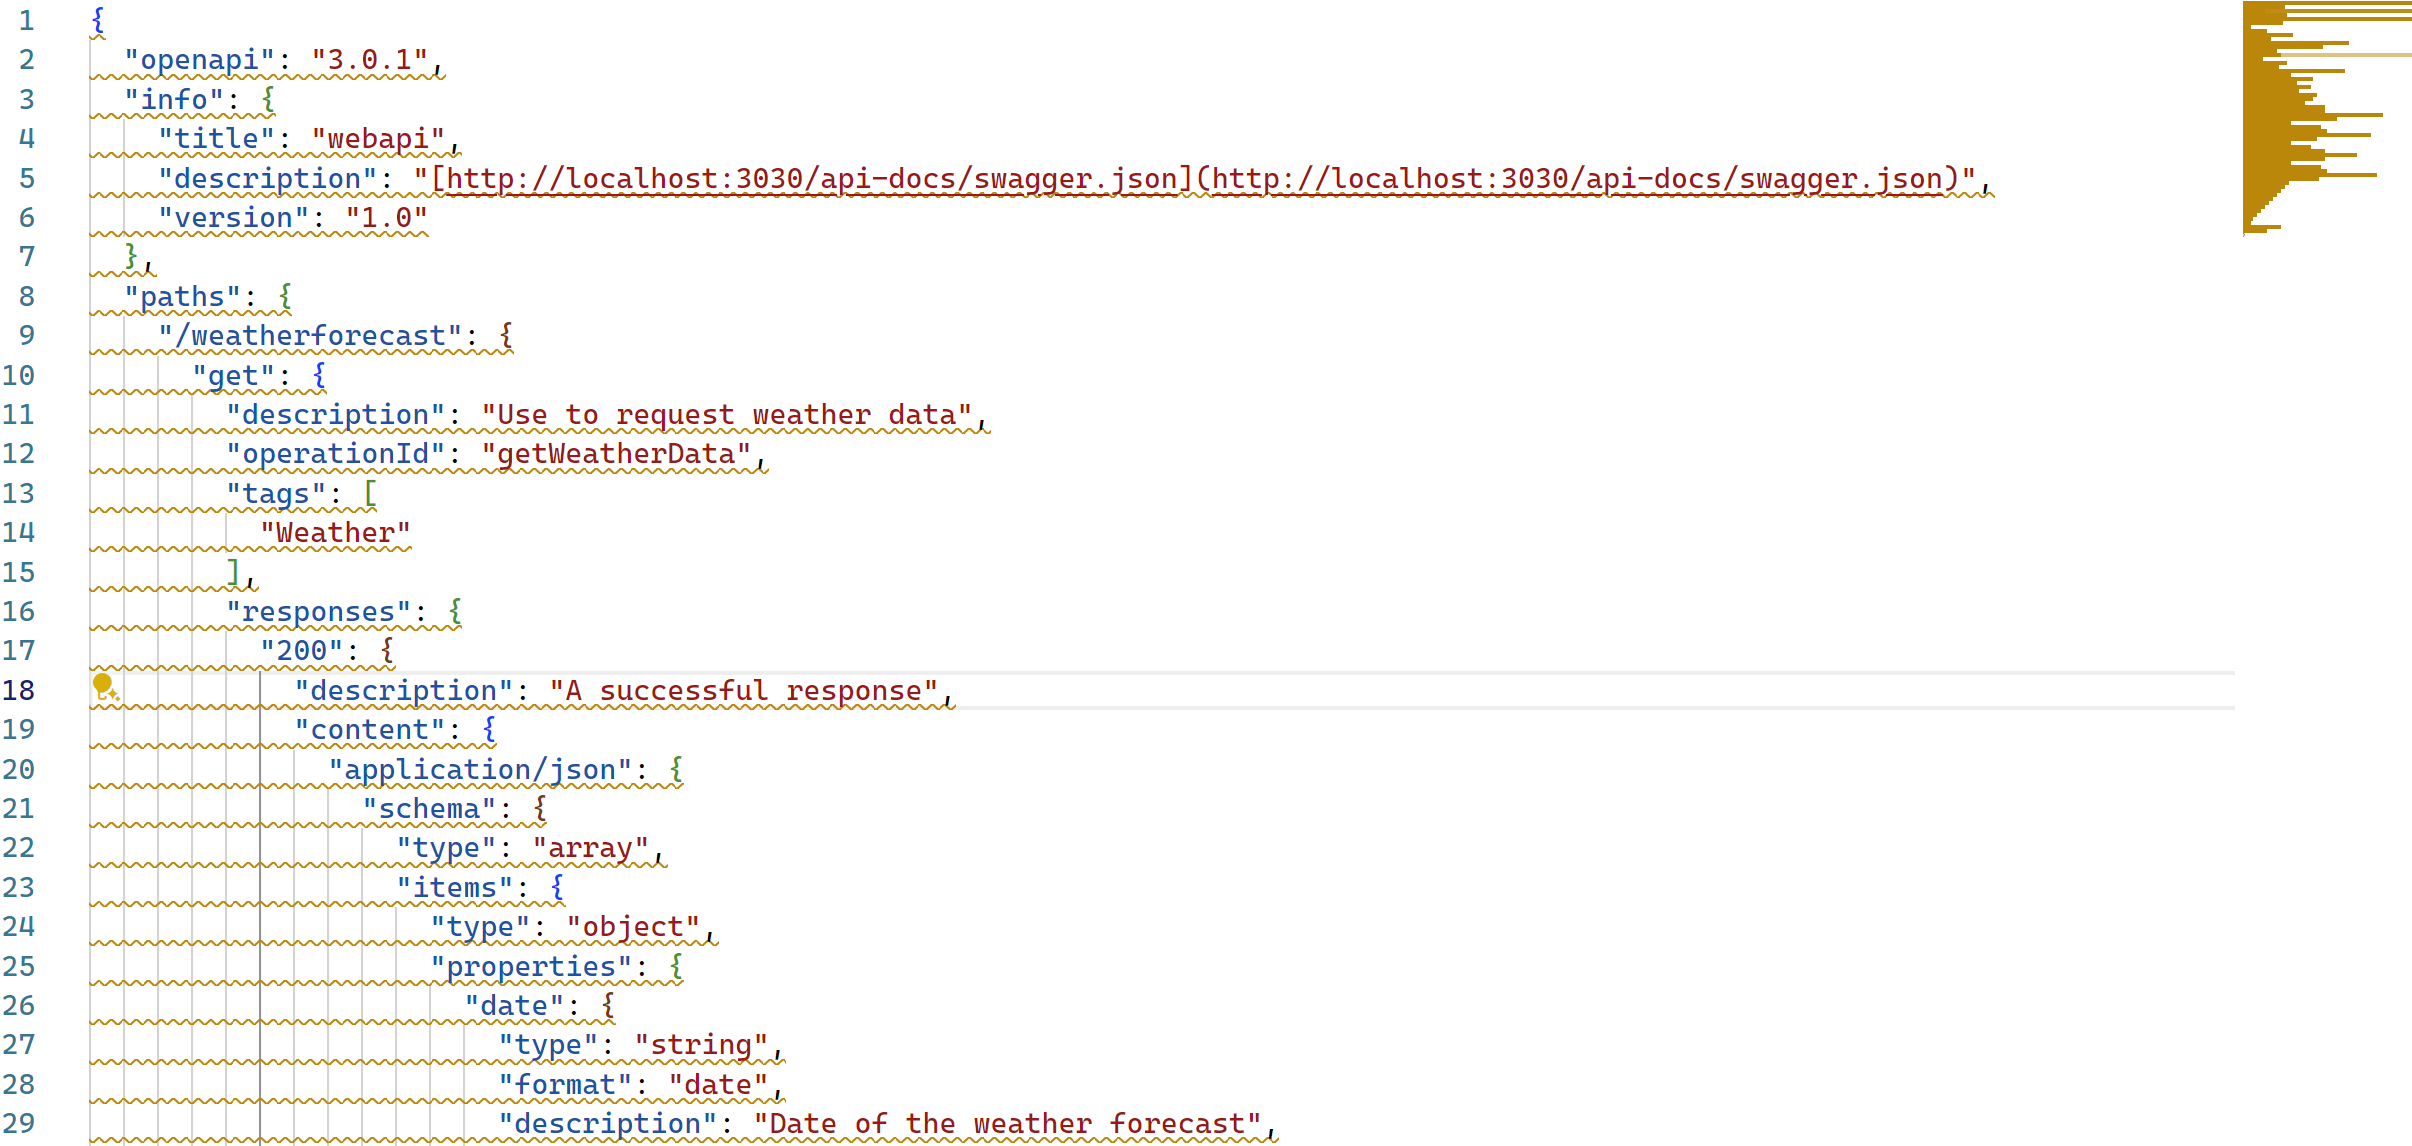 1 {
2   "openapi": "3.0.1",
3   "info": {
4     "title": "webapi",
5     "description": "[http://localhost:3030/api-docs/swagger.json](http://localhost:3030/api-docs/swagger.json)",
6     "version": "1.0"
7   },
8   "paths": {
9     "/weatherforecast": {
10       "get": {
11         "description": "Use to request weather data",
12         "operationId": "getWeatherData",
13         "tags": [
14           "Weather"
15         ],
16         "responses": {
17           "200": {
18             "description": "A successful response",
19             "content": {
20               "application/json": {
21                 "schema": {
22                   "type": "array",
23                   "items": {
24                     "type": "object",
25                     "properties": {
26                       "date": {
27                         "type": "string",
28                         "format": "date",
29                         "description": "Date of the weather forecast",